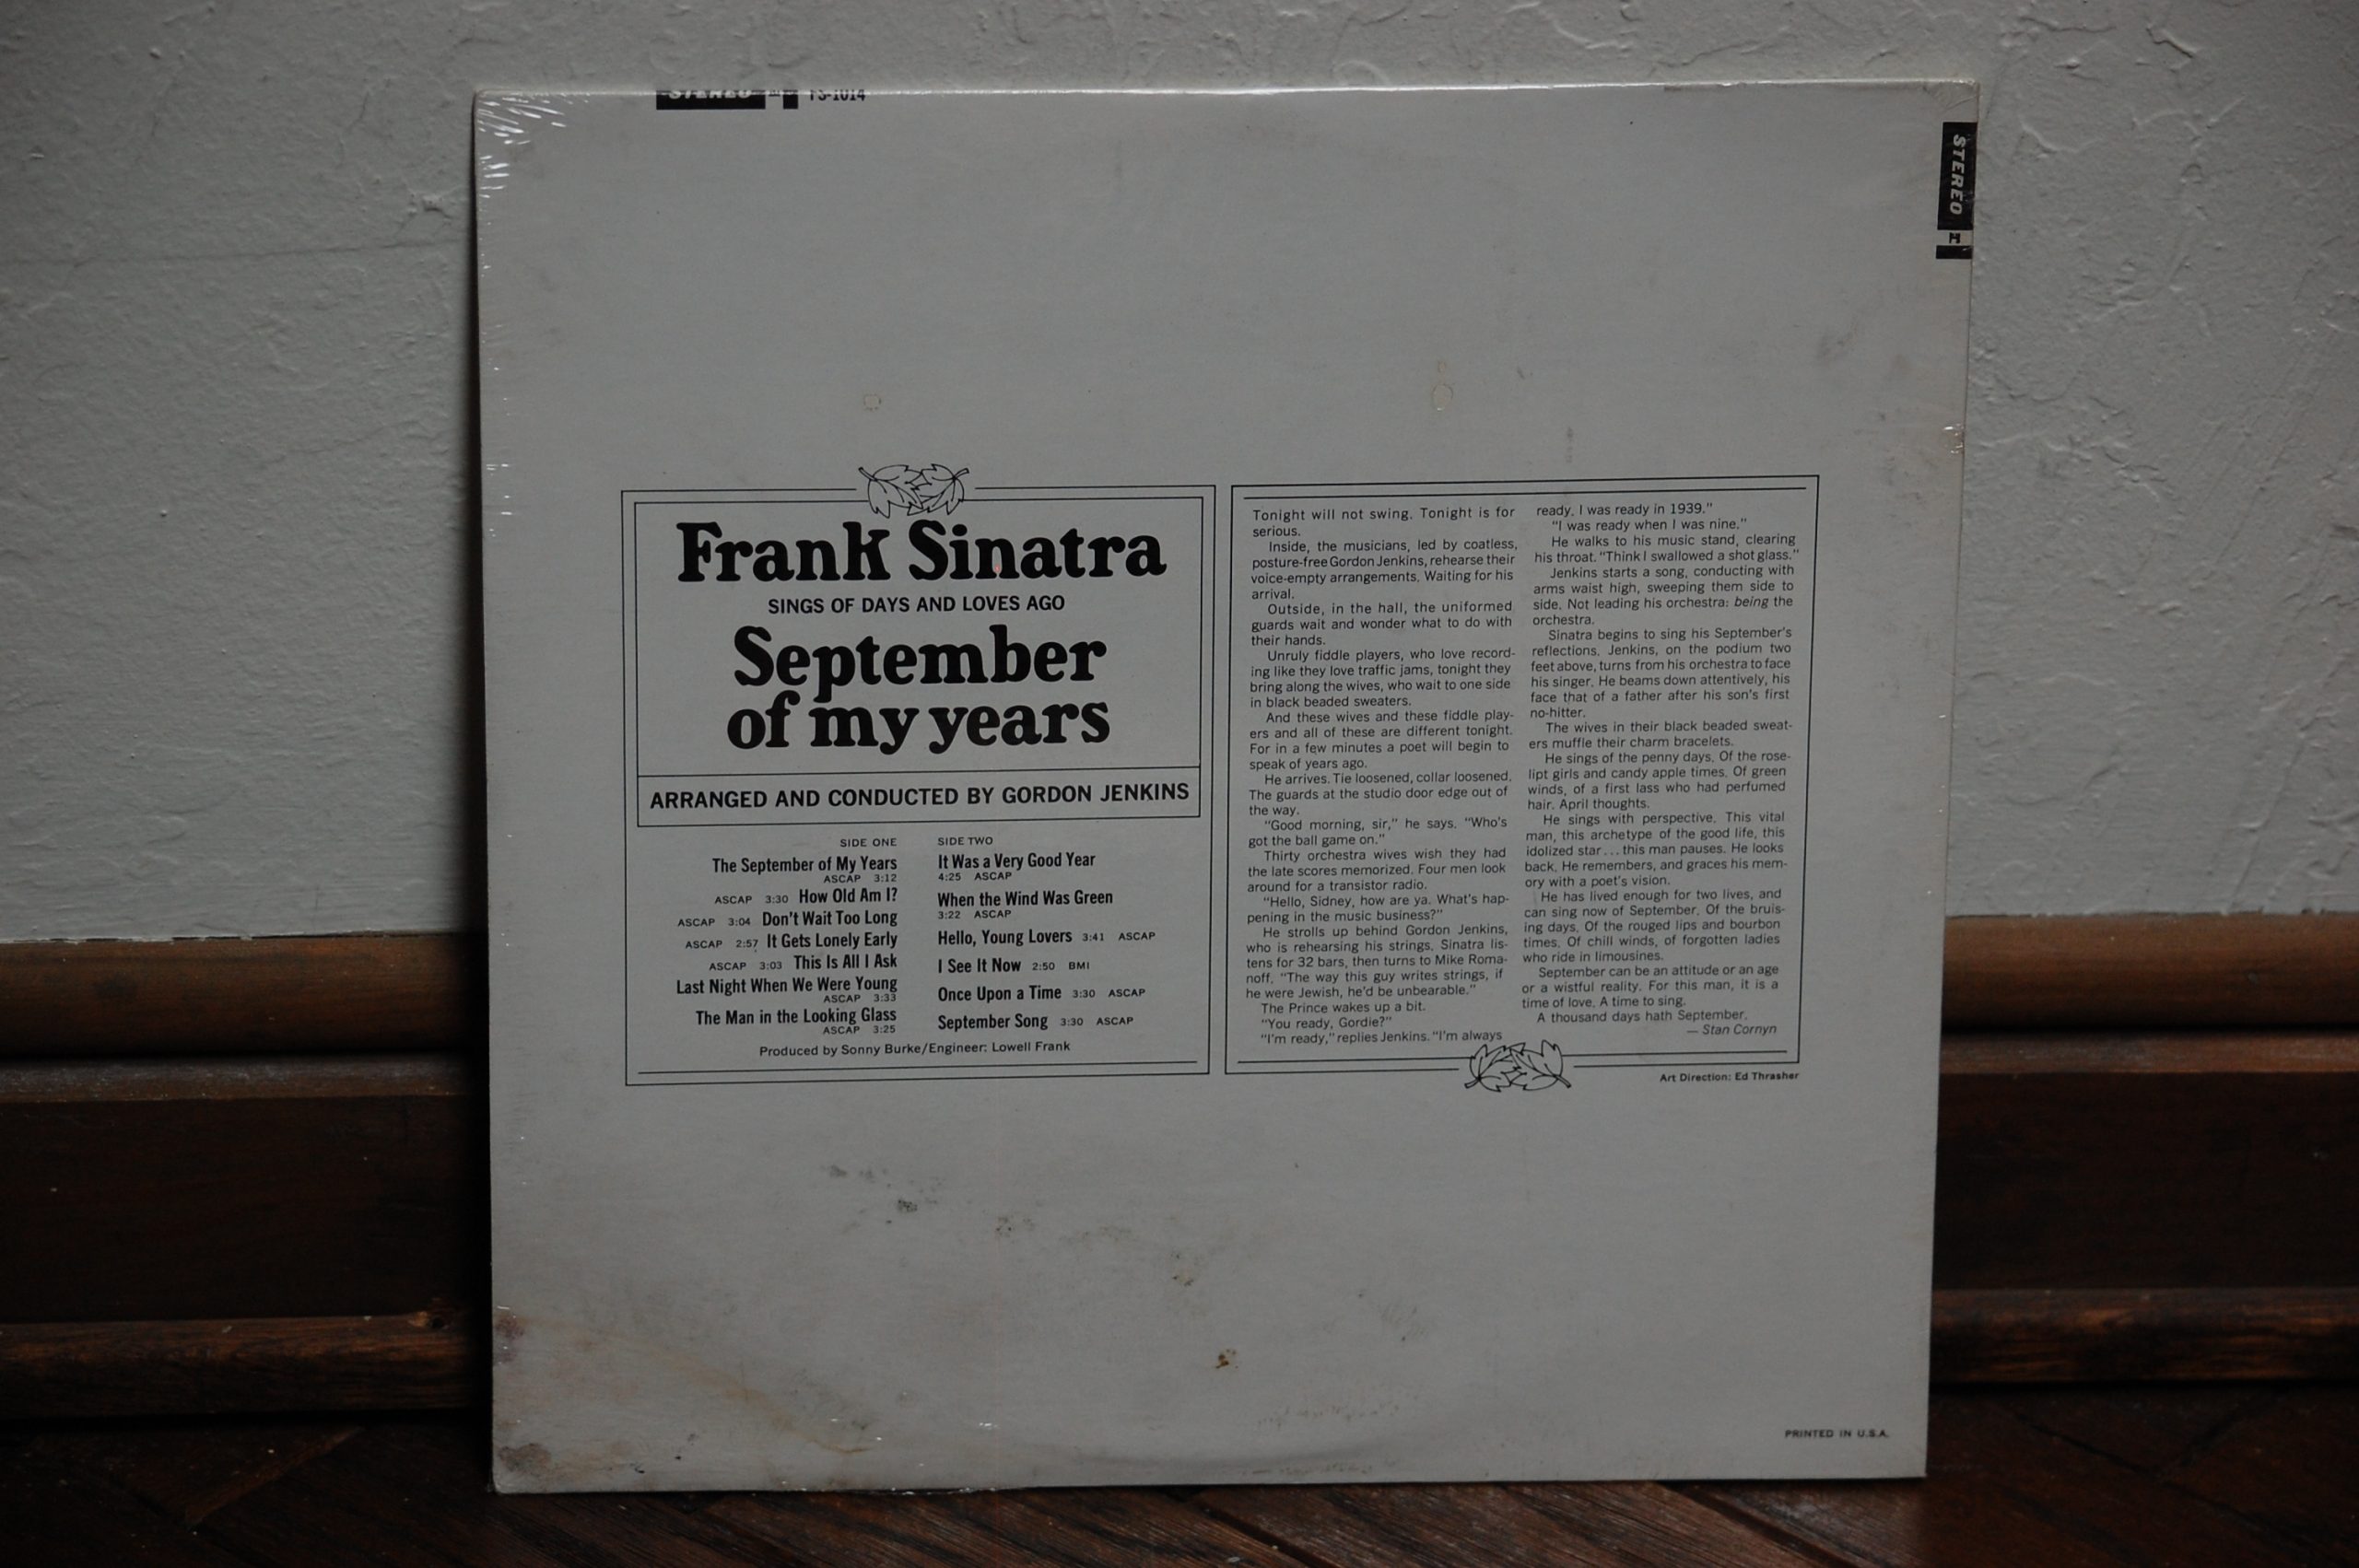 STEREO FS-1014
STEREO
Frank Sinatra
SINGS OF DAYS AND LOVES AGO
September
of my years
ARRANGED AND CONDUCTED BY GORDON JENKINS
SIDE ONE
The September of My Years
ASCAP 3:12
ASCAP 3:30 How Old Am I?
ASCAP 3:04 Don't Wait Too Long
ASCAP 2:57 It Gets Lonely Early
ASCAP 3:03 This Is All I Ask
Last Night When We Were Young
ASCAP 3:33
The Man in the Looking Glass
ASCAP 3:25
SIDE TWO
It Was a Very Good Year
4:25 ASCAP
When the Wind Was Green
3:22 ASCAP
Hello, Young Lovers 3:41 ASCAP
I See It Now 2:50 BMI
Once Upon a Time 3:30 ASCAP
September Song 3:30 ASCAP
Produced by Sonny Burke/Engineer: Lowell Frank
Tonight will not swing. Tonight is for
serious.
Inside, the musicians, led by coatless,
posture-free Gordon Jenkins, rehearse their
voice-empty arrangements. Waiting for his
arrival.
Outside, in the hall, the uniformed
guards wait and wonder what to do with
their hands.
Unruly fiddle players, who love record-
ing like they love traffic jams, tonight they
bring along the wives, who wait to one side
in black beaded sweaters.
And these wives and these fiddle play-
ers and all of these are different tonight.
For in a few minutes a poet will begin to
speak of years ago.
He arrives. Tie loosened, collar loosened.
The guards at the studio door edge out of
the way.
"Good morning, sir," he says. "Who's
got the ball game on."
Thirty orchestra wives wish they had
the late scores memorized. Four men look
around for a transistor radio.
"Hello, Sidney, how are ya. What's hap-
pening in the music business?"
He strolls up behind Gordon Jenkins,
who is rehearsing his strings. Sinatra lis-
tens for 32 bars, then turns to Mike Roma-
noff. "The way this guy writes strings, if
he were Jewish, he'd be unbearable."
The Prince wakes up a bit.
"You ready, Gordie?"
"I'm ready," replies Jenkins. "I'm always
ready. I was ready in 1939."
"I was ready when I was nine."
He walks to his music stand, clearing
his throat. "Think I swallowed a shot glass."
Jenkins starts a song, conducting with
arms waist high, sweeping them side to
side. Not leading his orchestra: being the
orchestra.
Sinatra begins to sing his September's
reflections. Jenkins, on the podium two
feet above, turns from his orchestra to face
his singer. He beams down attentively, his
face that of a father after his son's first
no-hitter.
The wives in their black beaded sweat-
ers muffle their charm bracelets.
He sings of the penny days. Of the rose-
lipt girls and candy apple times. Of green
winds, of a first lass who had perfumed
hair. April thoughts.
He sings with perspective. This vital
man, this archetype of the good life, this
idolized star... this man pauses. He looks
back. He remembers, and graces his mem-
ory with a poet's vision.
He has lived enough for two lives, and
can sing now of September. Of the bruis-
ing days. Of the rouged lips and bourbon
times. Of chill winds, of forgotten ladies
who ride in limousines.
September can be an attitude or an age
or a wistful reality. For this man, it is a
time of love. A time to sing.
A thousand days hath September.
— Stan Cornyn
Art Direction: Ed Thrasher
PRINTED IN U.S.A.